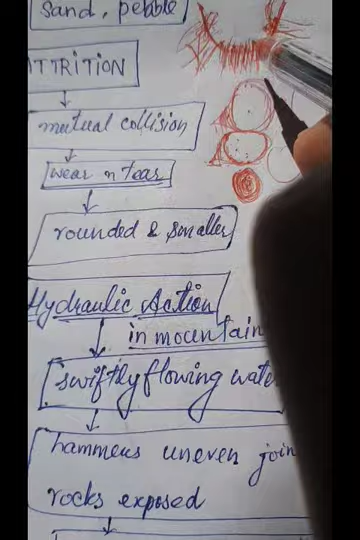 sand, pebble
ATTRITION
mutual collision
wear n tear
rounded & smaller
Hydraulic Action
in mountain
swiftly flowing wate
hammers uneven join
rocks exposed